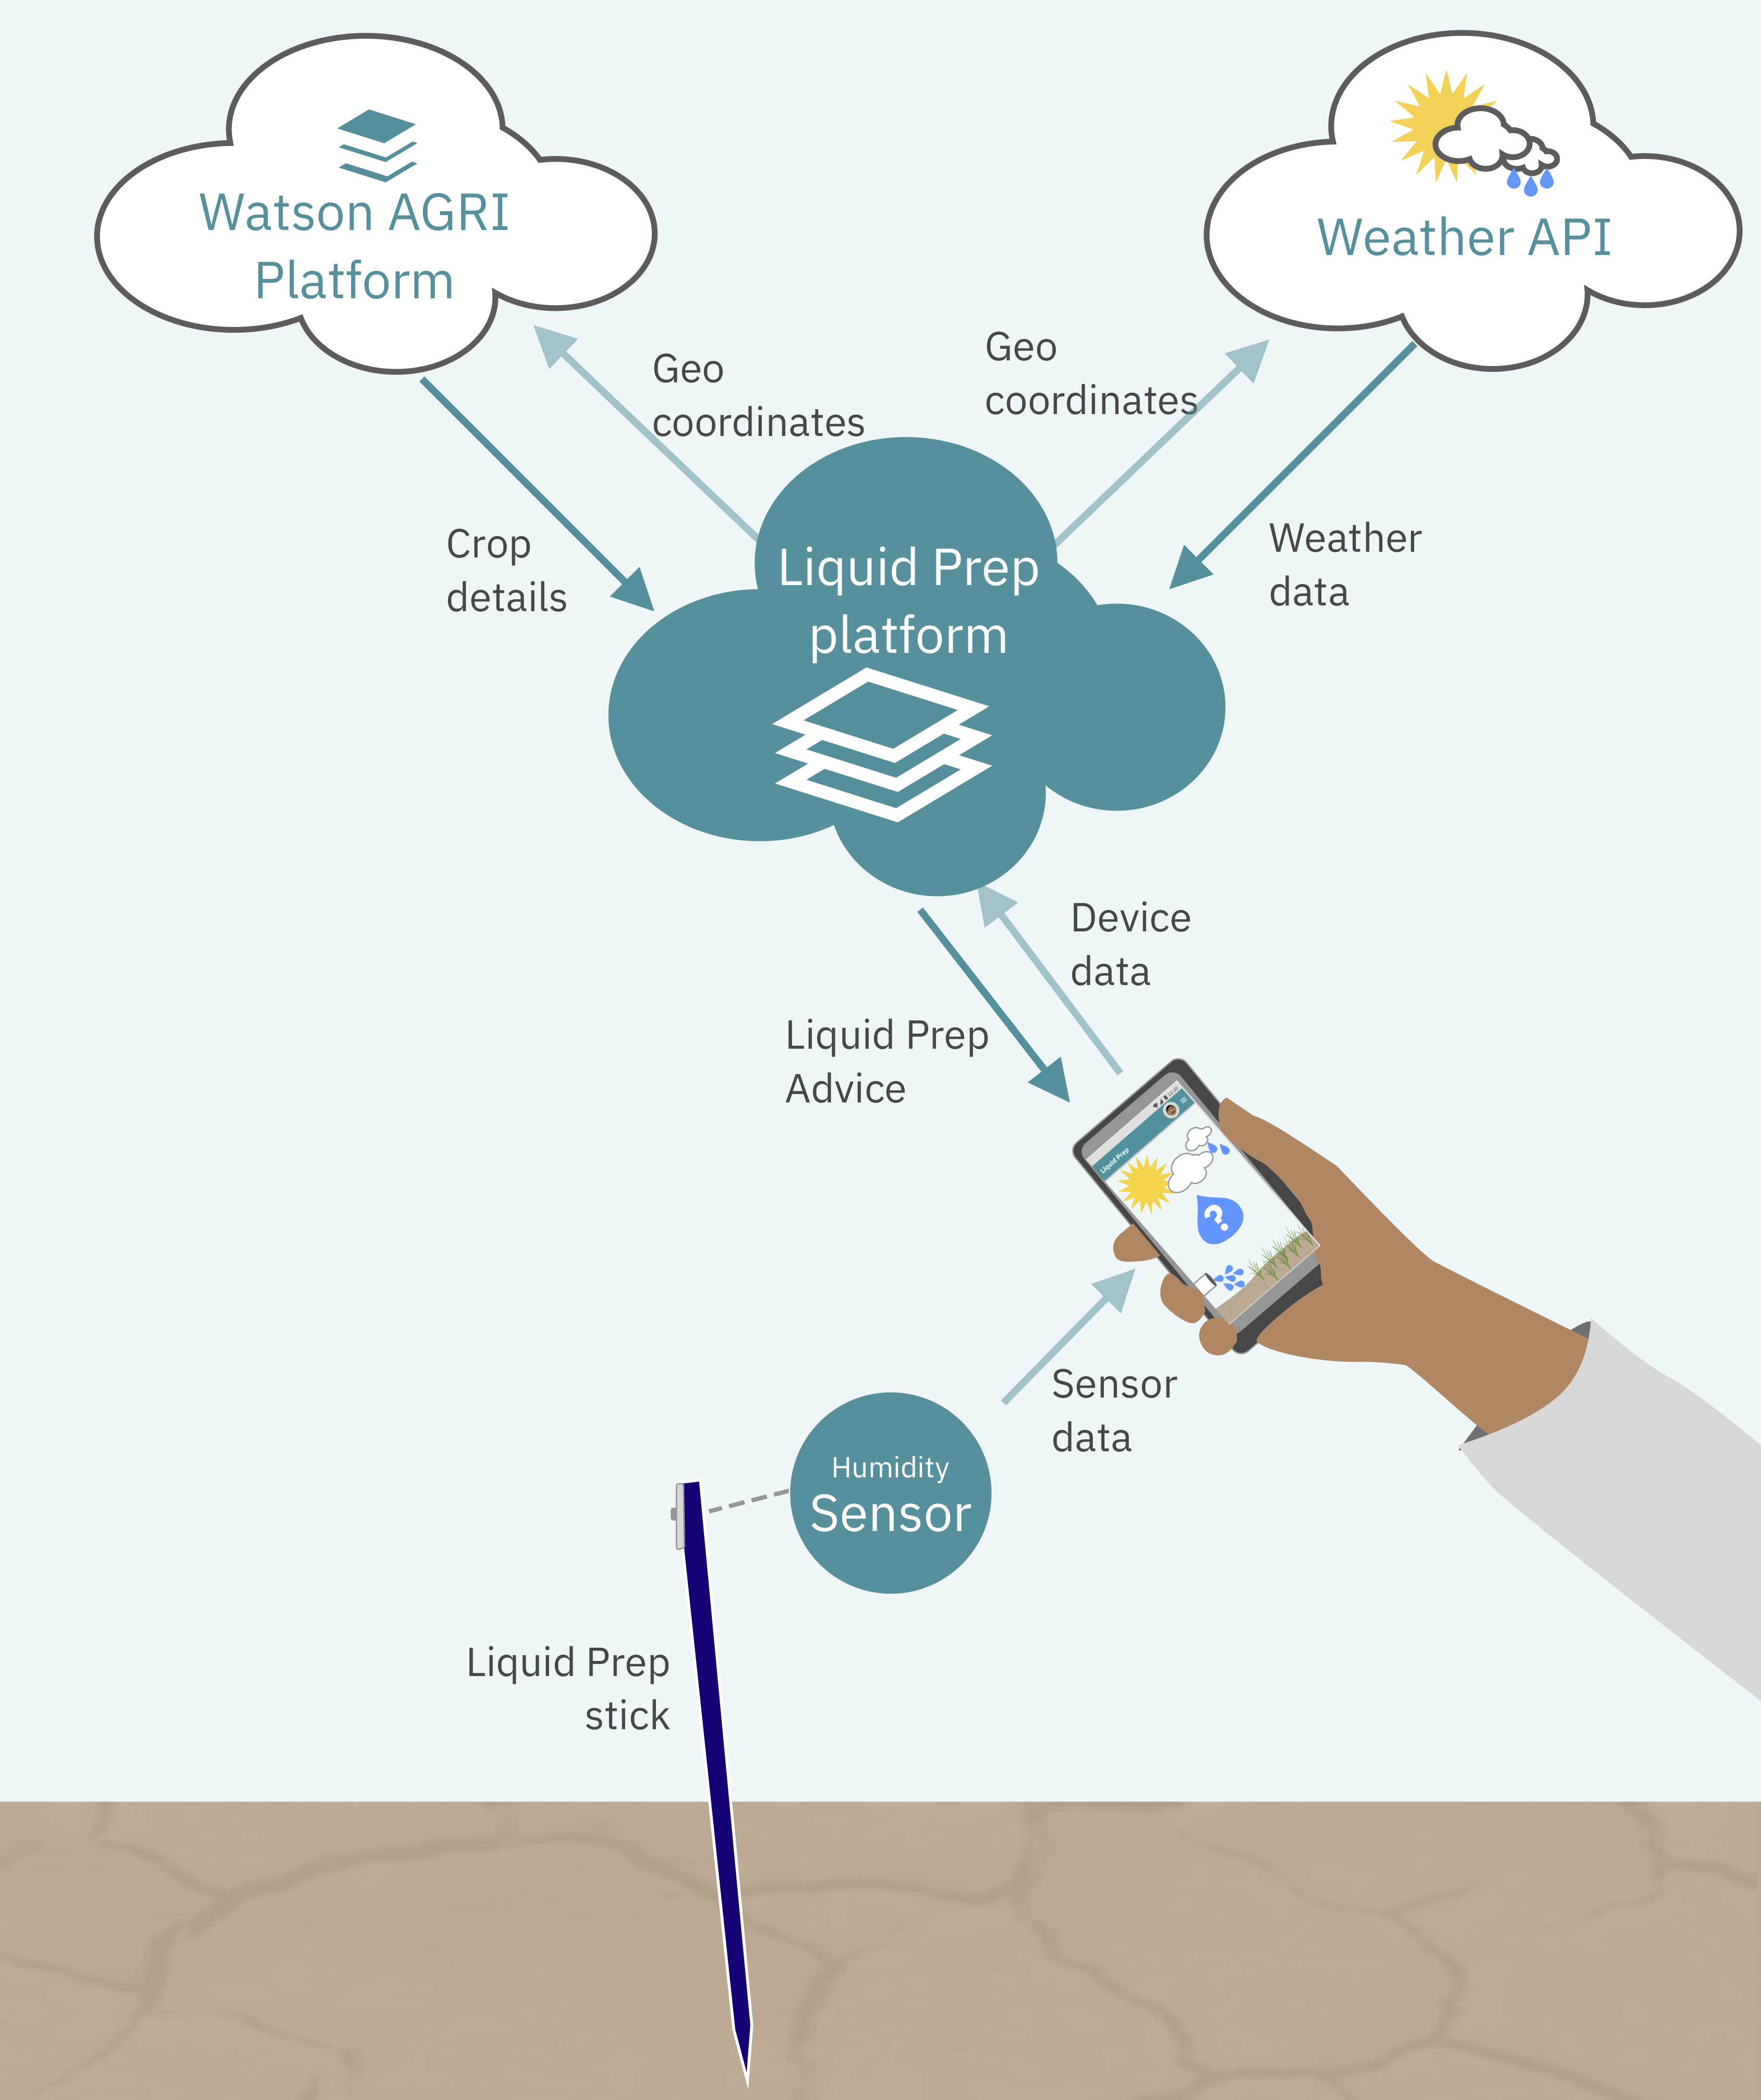 Watson AGRI
Platform
Weather API
Geo
coordinates
Geo
coordinates
Crop
details
Weather
data
Liquid Prep
platform
Device
data
Liquid Prep
Advice
Liquid Prep
?
Sensor
data
Humidity
Sensor
Liquid Prep
stick